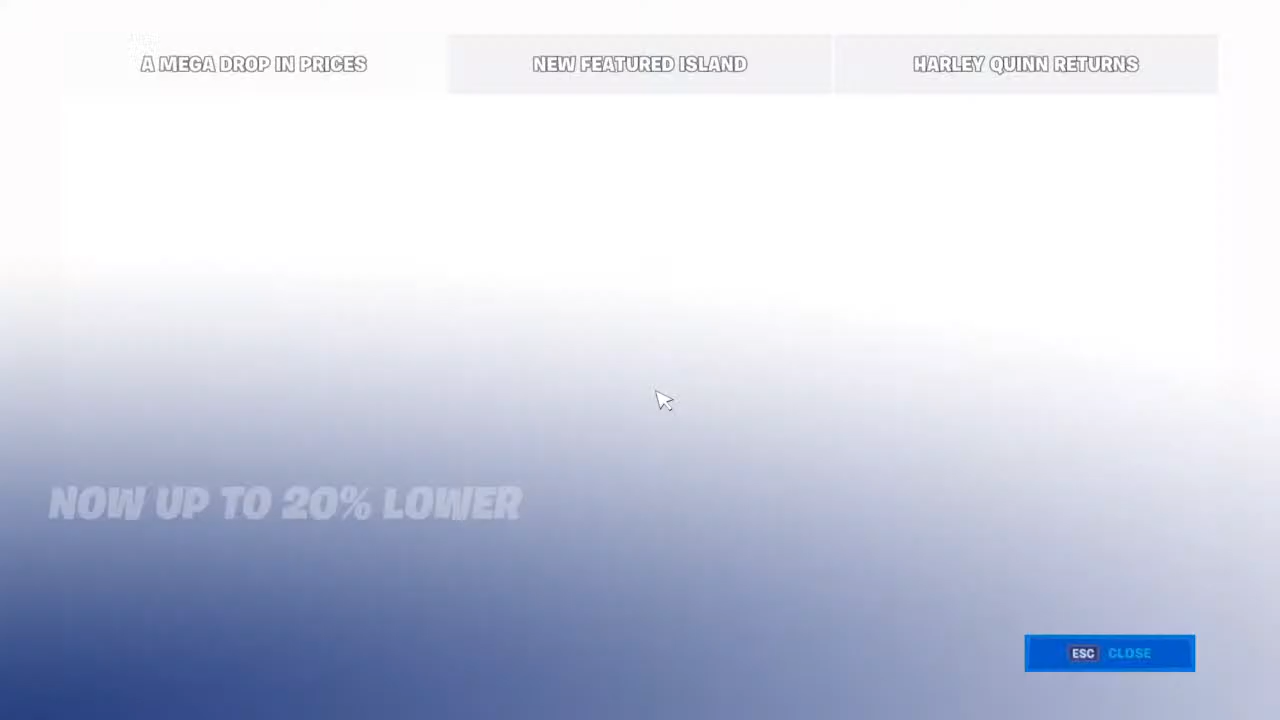 A MEGA DROP IN PRICES
NEW FEATURED ISLAND
HARLEY QUINN RETURNS
NOW UP TO 20% LOWER
ESC CLOSE